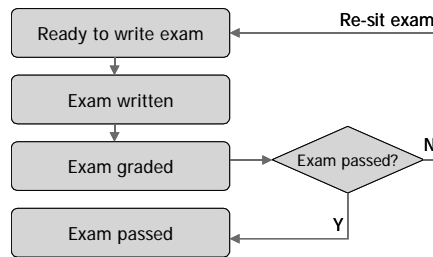 Ready to write exam
Re-sit exam
Exam written
Exam graded
Exam passed?
N
Y
Exam passed